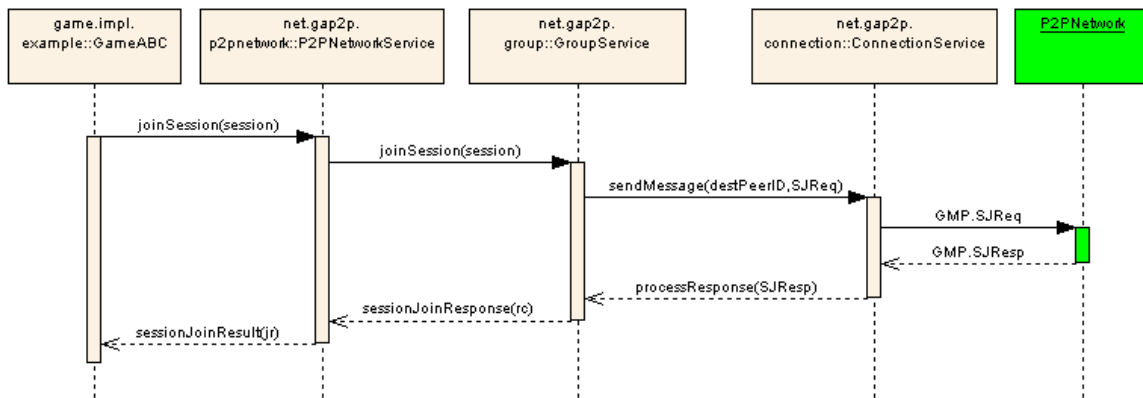 game.impl.
example::GameABC
net.gap2p.
p2pnetwork::P2PNetworkService
net.gap2p.
group::GroupService
net.gap2p.
connection::ConnectionService
P2PNetwork
joinSession(session)
joinSession(session)
sendMessage(destPeerID,SJReq)
GMP.SJReq
GMP.SJResp
processResponse(SJResp)
sessionJoinResponse(rc)
sessionJoinResult(jr)